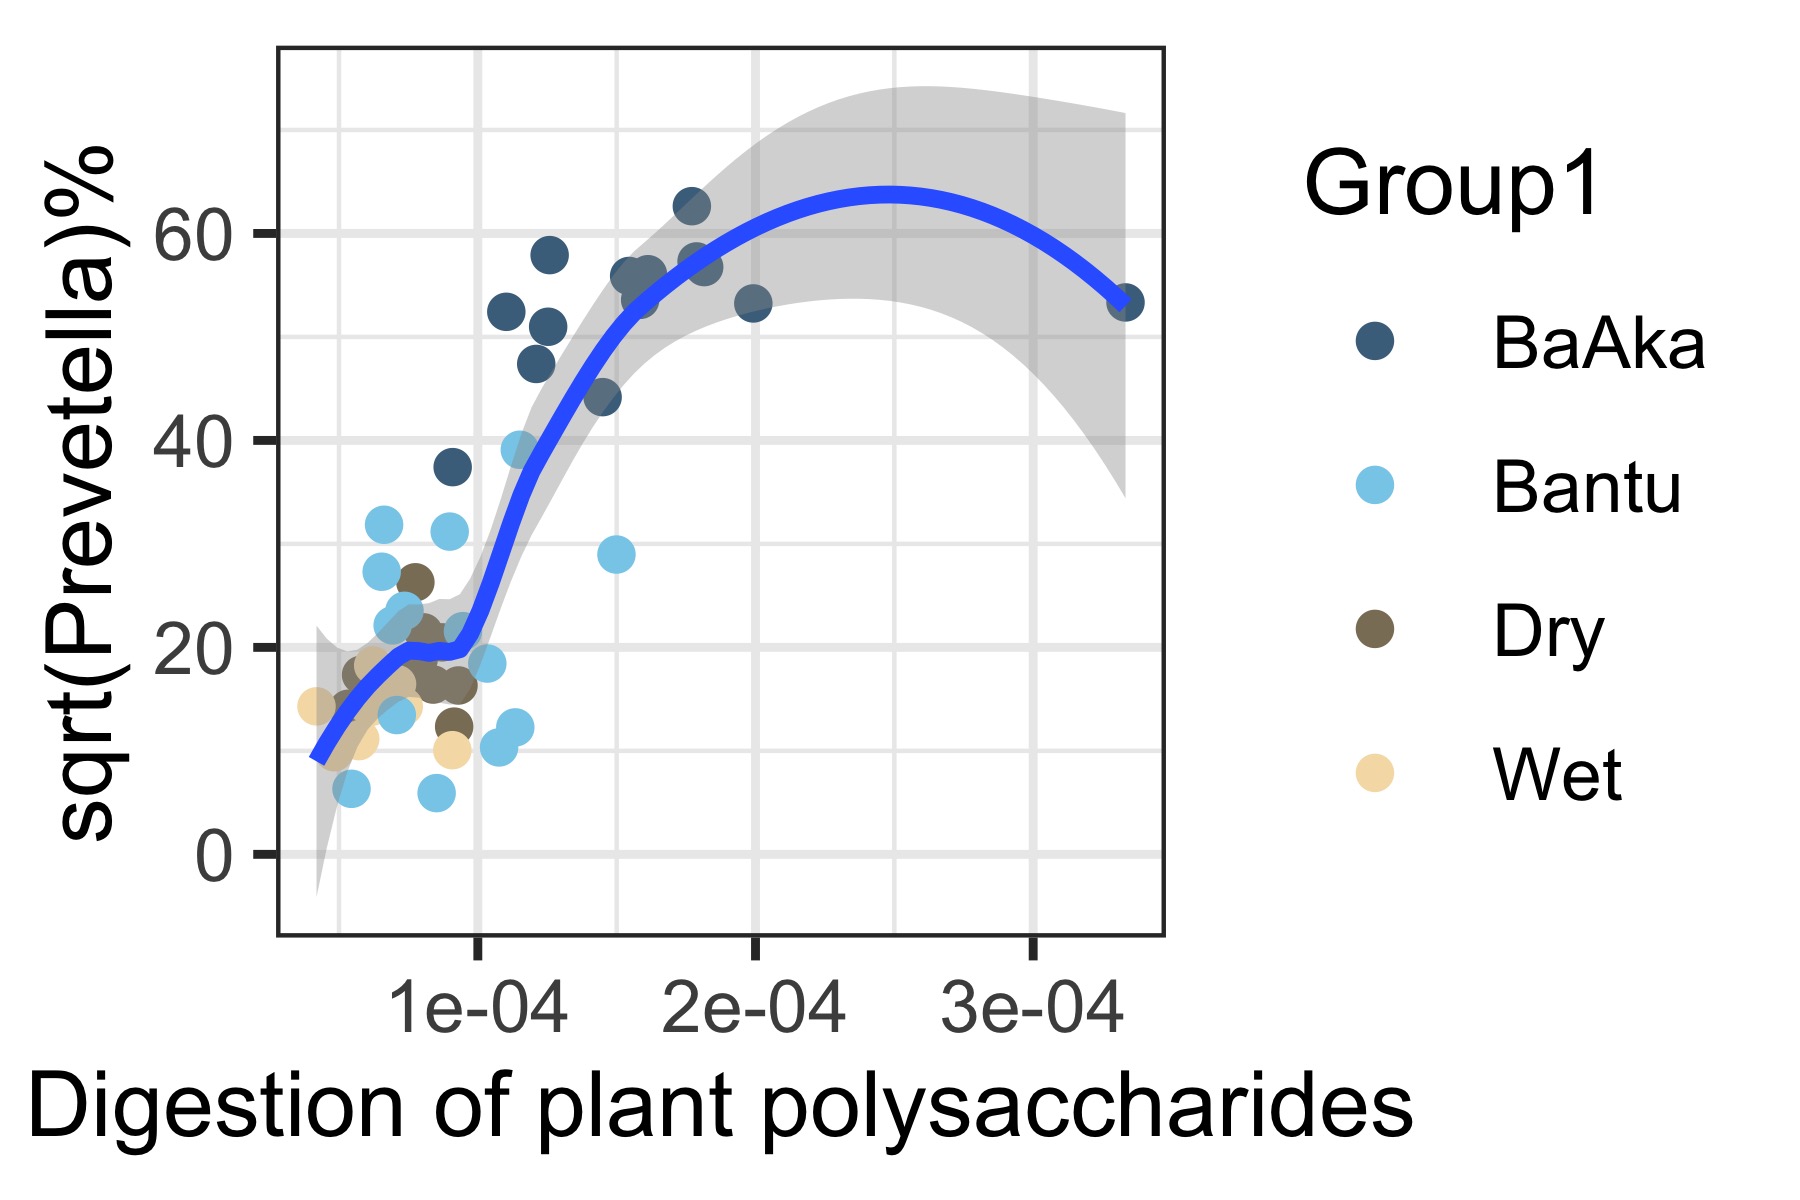 sqrt(Prevetella)%
60
40
20
0
1e-04 2e-04 3e-04
Digestion of plant polysaccharides
Group1
BaAka
Bantu
Dry
Wet